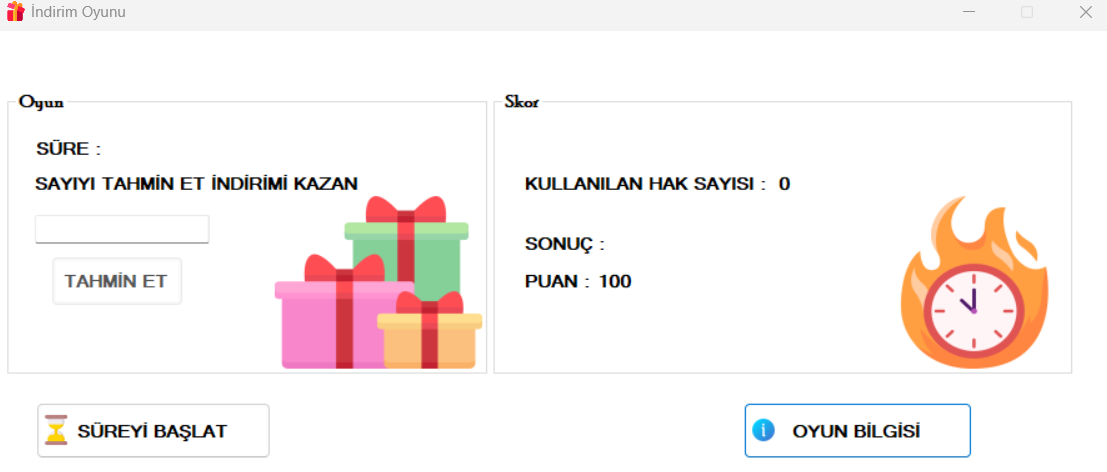 İndirim Oyunu
Oyun
SÜRE :
SAYIYI TAHMİN ET İNDİRİMİ KAZAN
TAHMİN ET
Skor
KULLANILAN HAK SAYISI : 0
SONUÇ :
PUAN : 100
SÜREYİ BAŞLAT
OYUN BİLGİSİ